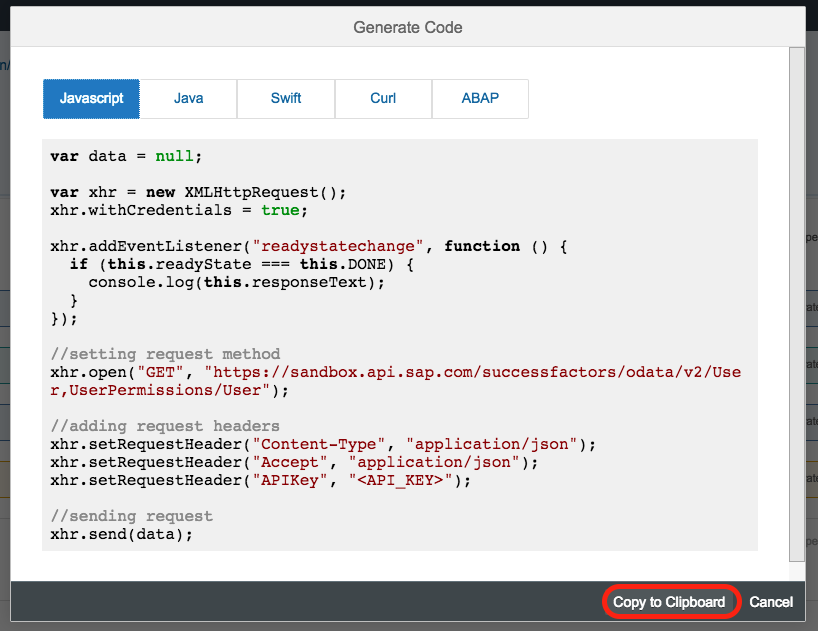 Generate Code
n/
Javascript Java Swift Curl ABAP
var data = null;
var xhr = new XMLHttpRequest();
xhr.withCredentials = true;
xhr.addEventListener("readystatechange", function () {
  if (this.readyState === this.DONE) {
    console.log(this.responseText);
  }
});
//setting request method
xhr.open("GET", "https://sandbox.api.sap.com/successfactors/odata/v2/Use
r,UserPermissions/User");
//adding request headers
xhr.setRequestHeader("Content-Type", "application/json");
xhr.setRequestHeader("Accept", "application/json");
xhr.setRequestHeader("APIKey", "<API_KEY>");
//sending request
xhr.send(data);
Copy to Clipboard Cancel